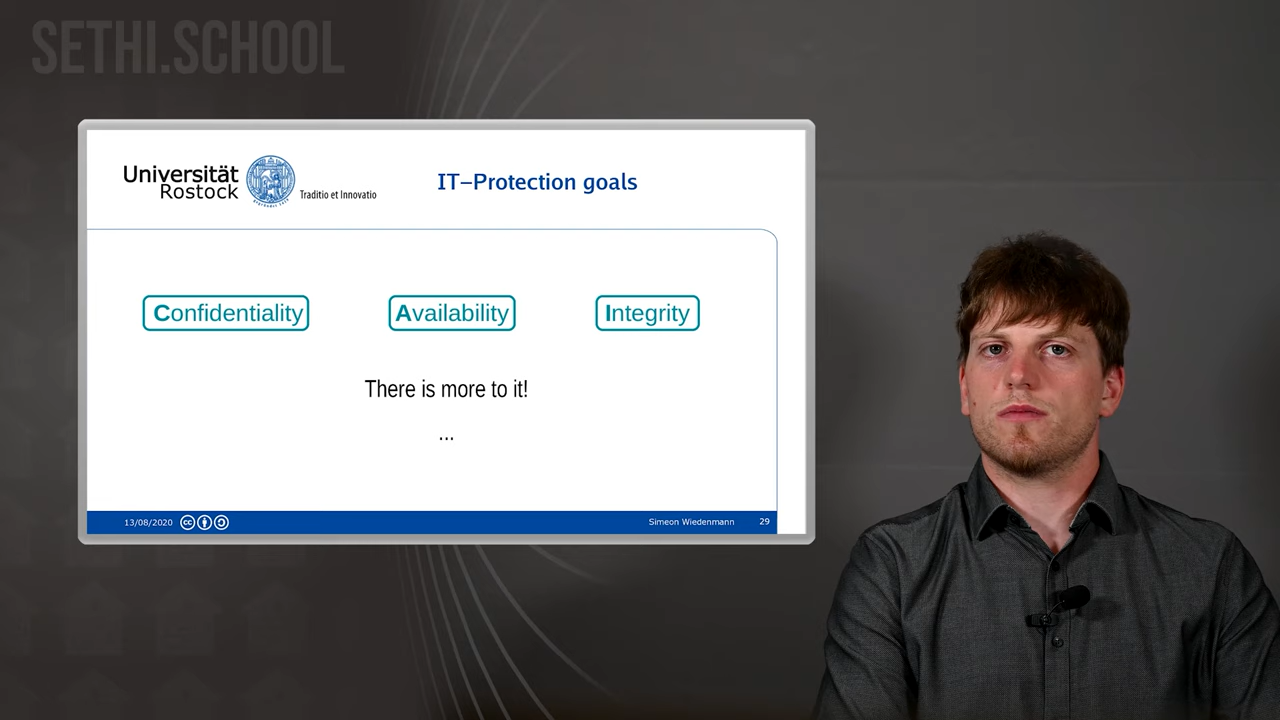 SETHI.SCHOOL
Universität
Rostock
Traditio et Innovatio
IT–Protection goals
Confidentiality
Availability
Integrity
There is more to it!
...
13/08/2020
cc
Simeon Wiedenmann
29